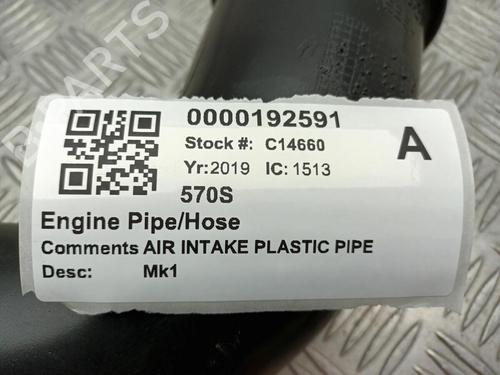 0000192591
Stock #: C14660
A
Yr:2019 IC: 1513
570S
Engine Pipe/Hose
Comments AIR INTAKE PLASTIC PIPE
Desc: Mk1